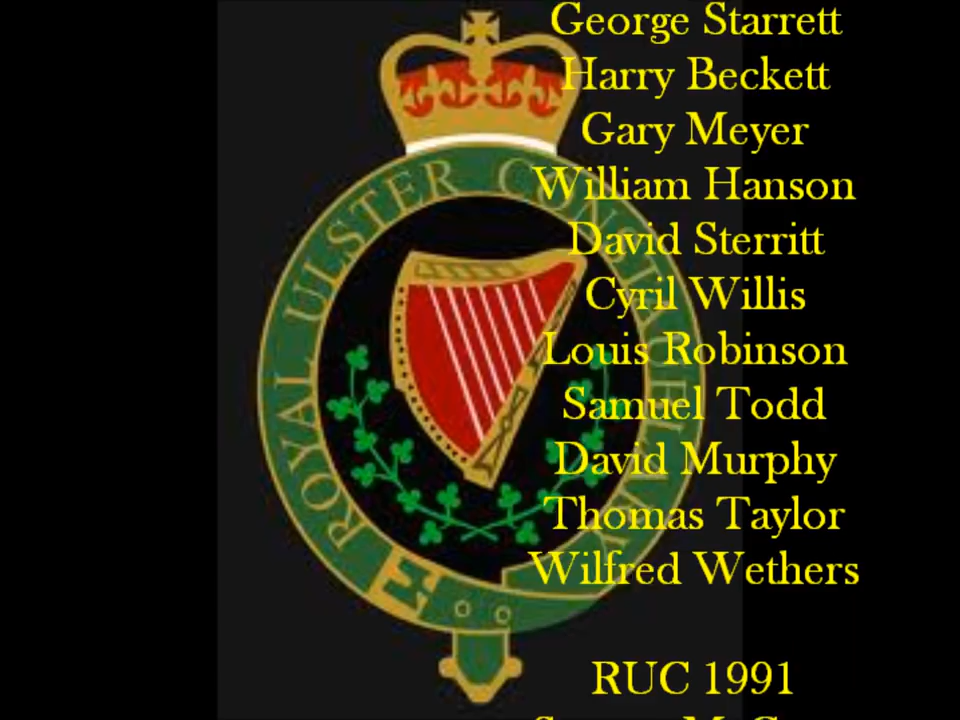 George Starrett
Harry Beckett
Gary Meyer
William Hanson
David Sterritt
Cyril Willis
Louis Robinson
Samuel Todd
David Murphy
Thomas Taylor
Wilfred Wethers
RUC 1991
ROYAL ULSTER CONSTABULARY